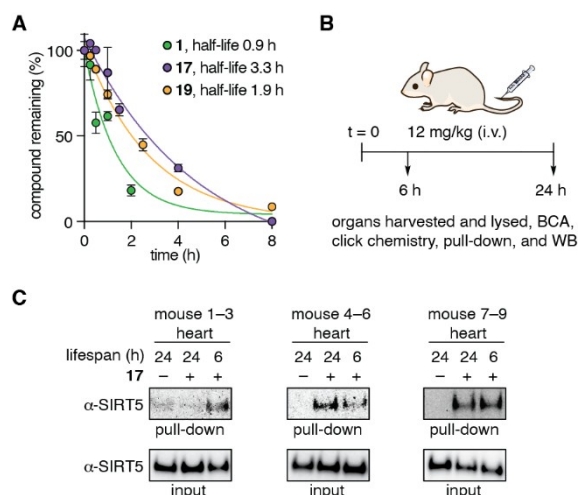 A
compound remaining (%)
100
50
0
1, half-life 0.9 h
17, half-life 3.3 h
19, half-life 1.9 h
0 2 4 6 8
time (h)
B
t = 0 12 mg/kg (i.v.)
6 h 24 h
organs harvested and lysed, BCA,
click chemistry, pull-down, and WB
C
mouse 1–3 mouse 4–6 mouse 7–9
heart heart heart
lifespan (h) 24 24 6 24 24 6 24 24 6
17 – + + – + + – + +
α-SIRT5
pull-down pull-down pull-down
α-SIRT5
input input input